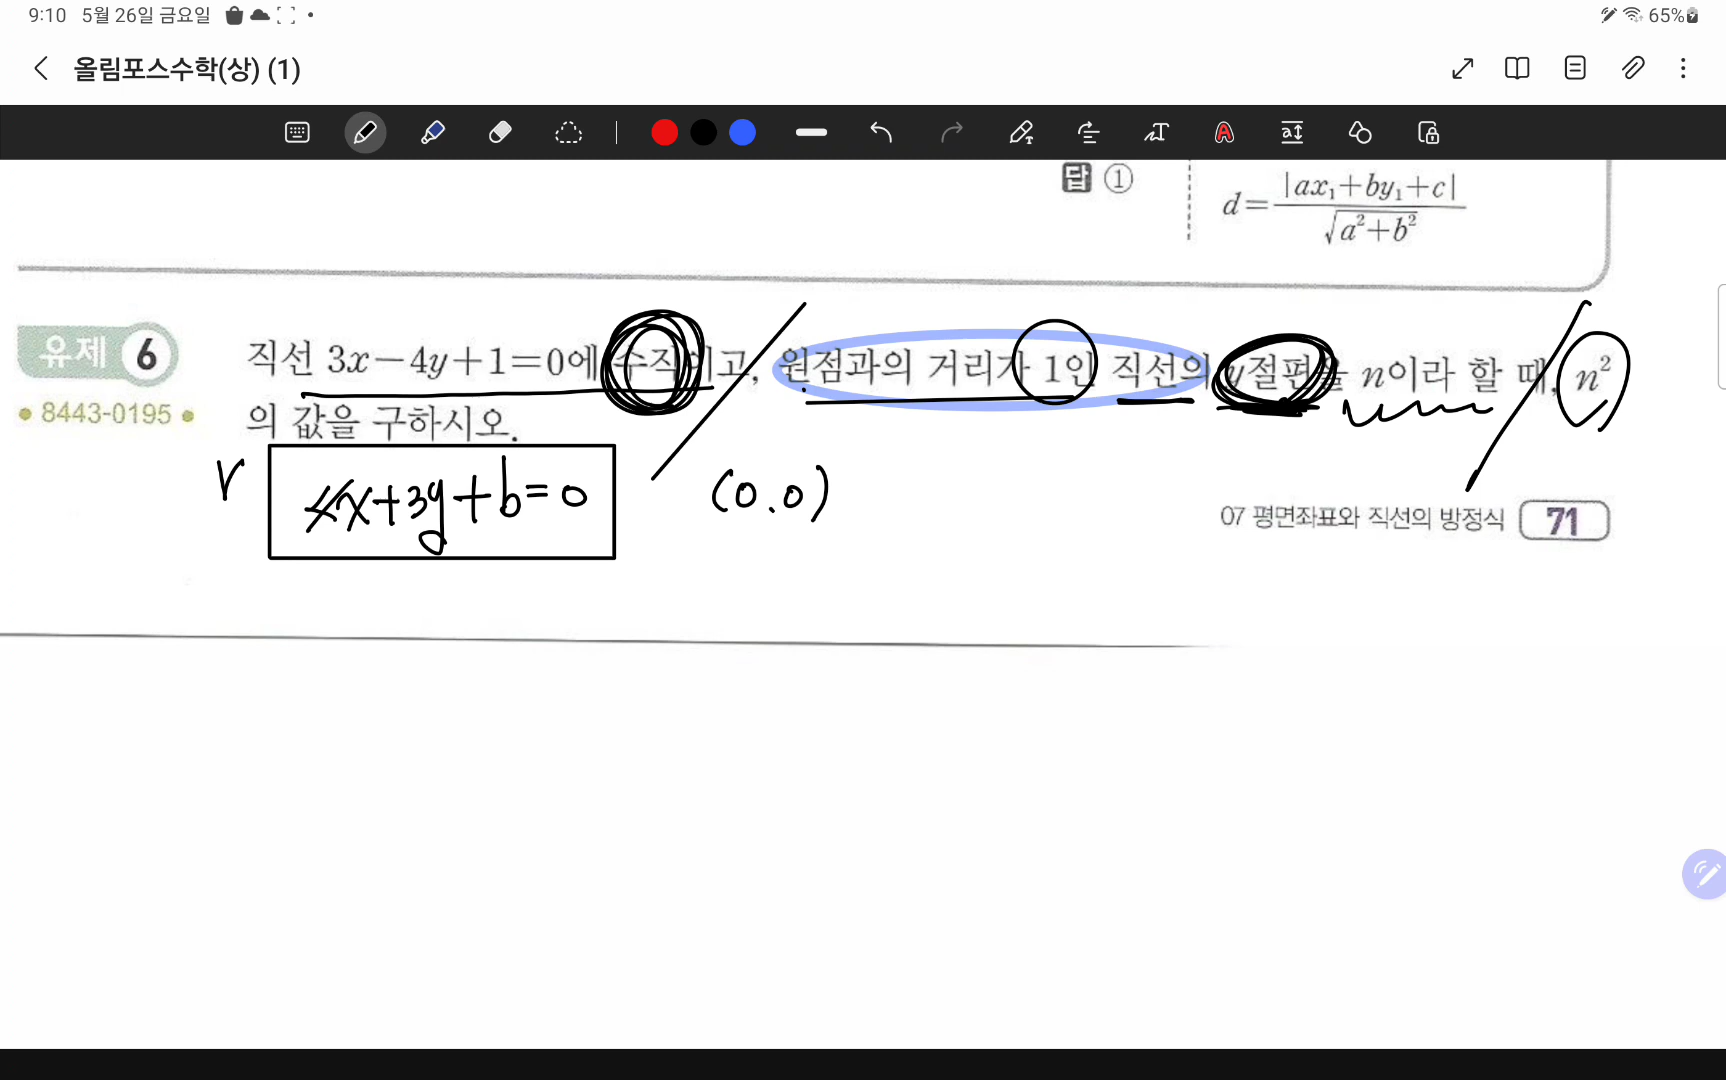 9:10 5월 26일 금요일 65%
올림포스수학(상) (1)
답 ①
d=|ax₁+by₁+c|/√a²+b²
유제 6 직선 3x-4y+1=0에 수직이고, 원점과의 거리가 1인 직선의 y절편을 n이라 할 때, n²
8443-0195 의 값을 구하시오.
4x+3y+b=0 (0.0)
07 평면좌표와 직선의 방정식 71